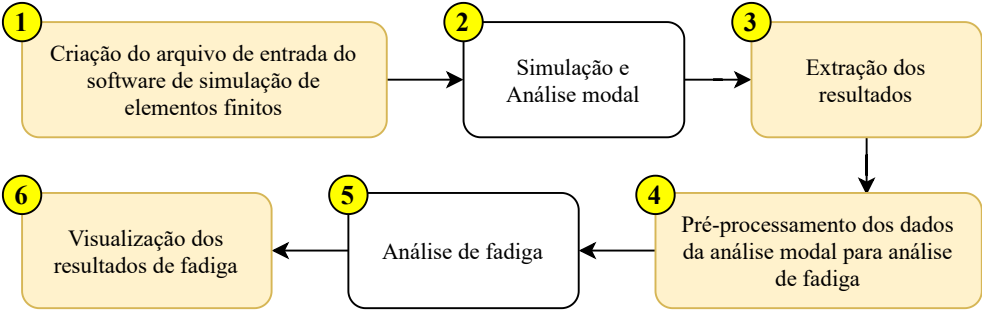 1
Criação do arquivo de entrada do
software de simulação de
elementos finitos
2
Simulação e
Análise modal
3
Extração dos
resultados
4
Pré-processamento dos dados
da análise modal para análise
de fadiga
5
Análise de fadiga
6
Visualização dos
resultados de fadiga